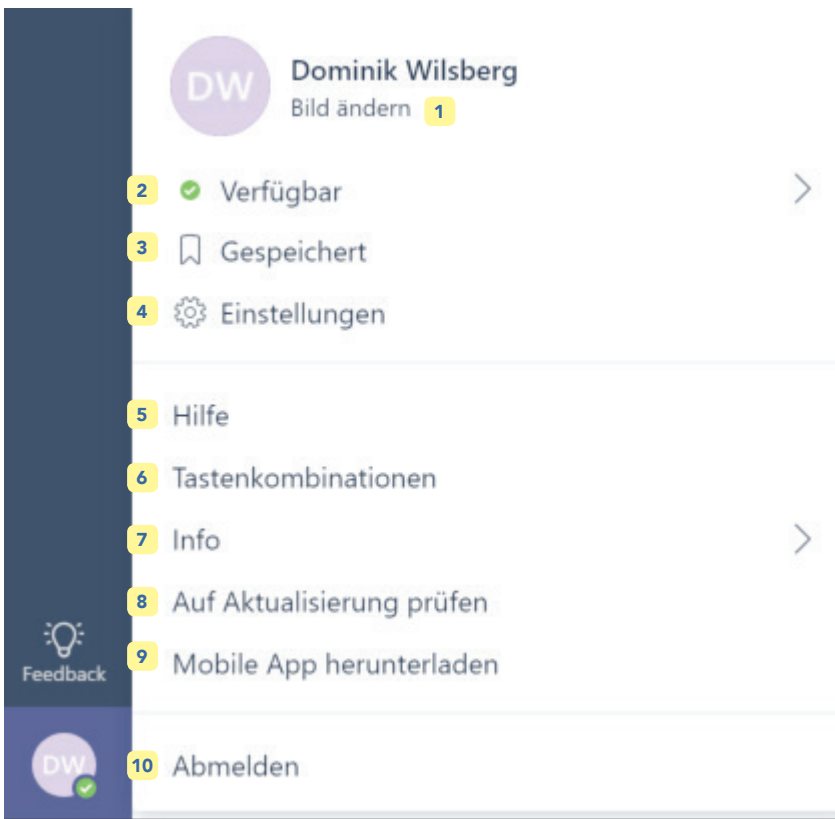 DW
Dominik Wilsberg
Bild ändern 1
2 Verfügbar
3 Gespeichert
4 Einstellungen
5 Hilfe
6 Tastenkombinationen
7 Info
8 Auf Aktualisierung prüfen
9 Mobile App herunterladen
Feedback
10 Abmelden
DW